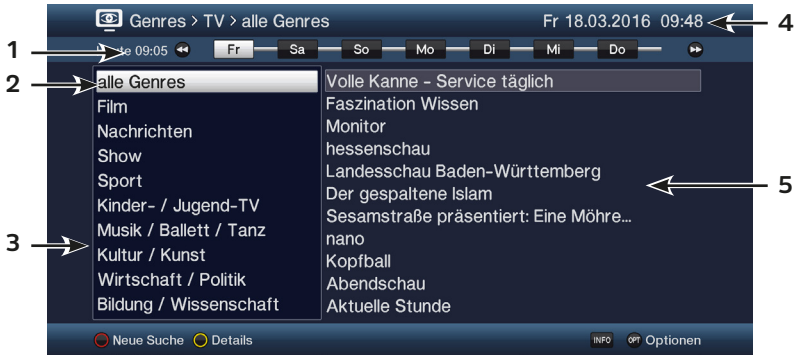 Genres > TV > alle Genres
Fr 18.03.2016 09:48
4
1
te 09:05
Fr Sa So Mo Di Mi Do
2
alle Genres
Film
Nachrichten
Show
Sport
Kinder- / Jugend-TV
Musik / Ballett / Tanz
Kultur / Kunst
Wirtschaft / Politik
Bildung / Wissenschaft
3
Volle Kanne - Service täglich
Faszination Wissen
Monitor
hessenschau
Landesschau Baden-Württemberg
Der gespaltene Islam
Sesamstraße präsentiert: Eine Möhre...
nano
Kopfball
Abendschau
Aktuelle Stunde
5
Neue Suche Details
INFO OPT Optionen